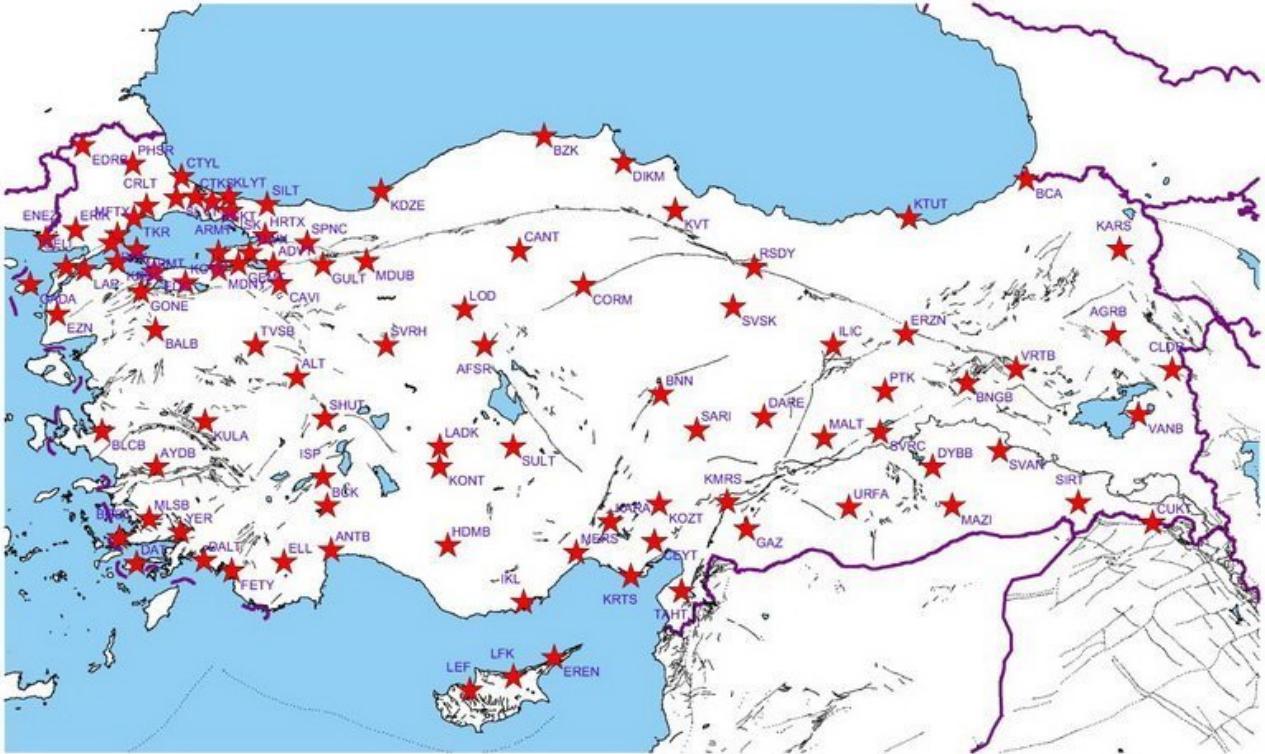 BZK
PHSR
EDRB
CTYL
DIKM
CRLT
KLYT
SILT
BCA
KDZE
ENEZ
ERIK
KTUT
KVT
KARS
TKR
ARMT
HRTX
SPNC
CANT
RSDY
ADVT
GULT
MDUB
LAP
MDNY
CAVI
CORM
GADA
GONE
LOD
EZN
SVSK
AGRB
BALB
TVSB
SVRH
ILIC
ERZN
CLDR
VRTB
ALT
AFSR
BNN
PTK
BNGB
SHUT
DARE
SARI
KULA
LADK
MALT
VANB
BLCB
SVRC
AYDB
ISP
SULT
DYBB
SVAN
KONT
BCK
KMRS
URFA
SIRT
MLSB
KARA
KOZT
MAZI
CUKT
YER
HDMB
MERS
GAZ
DAT
DALT
ELL
ANTB
CEYT
FETY
IKL
KRTS
TAHT
LEF
LFK
EREN